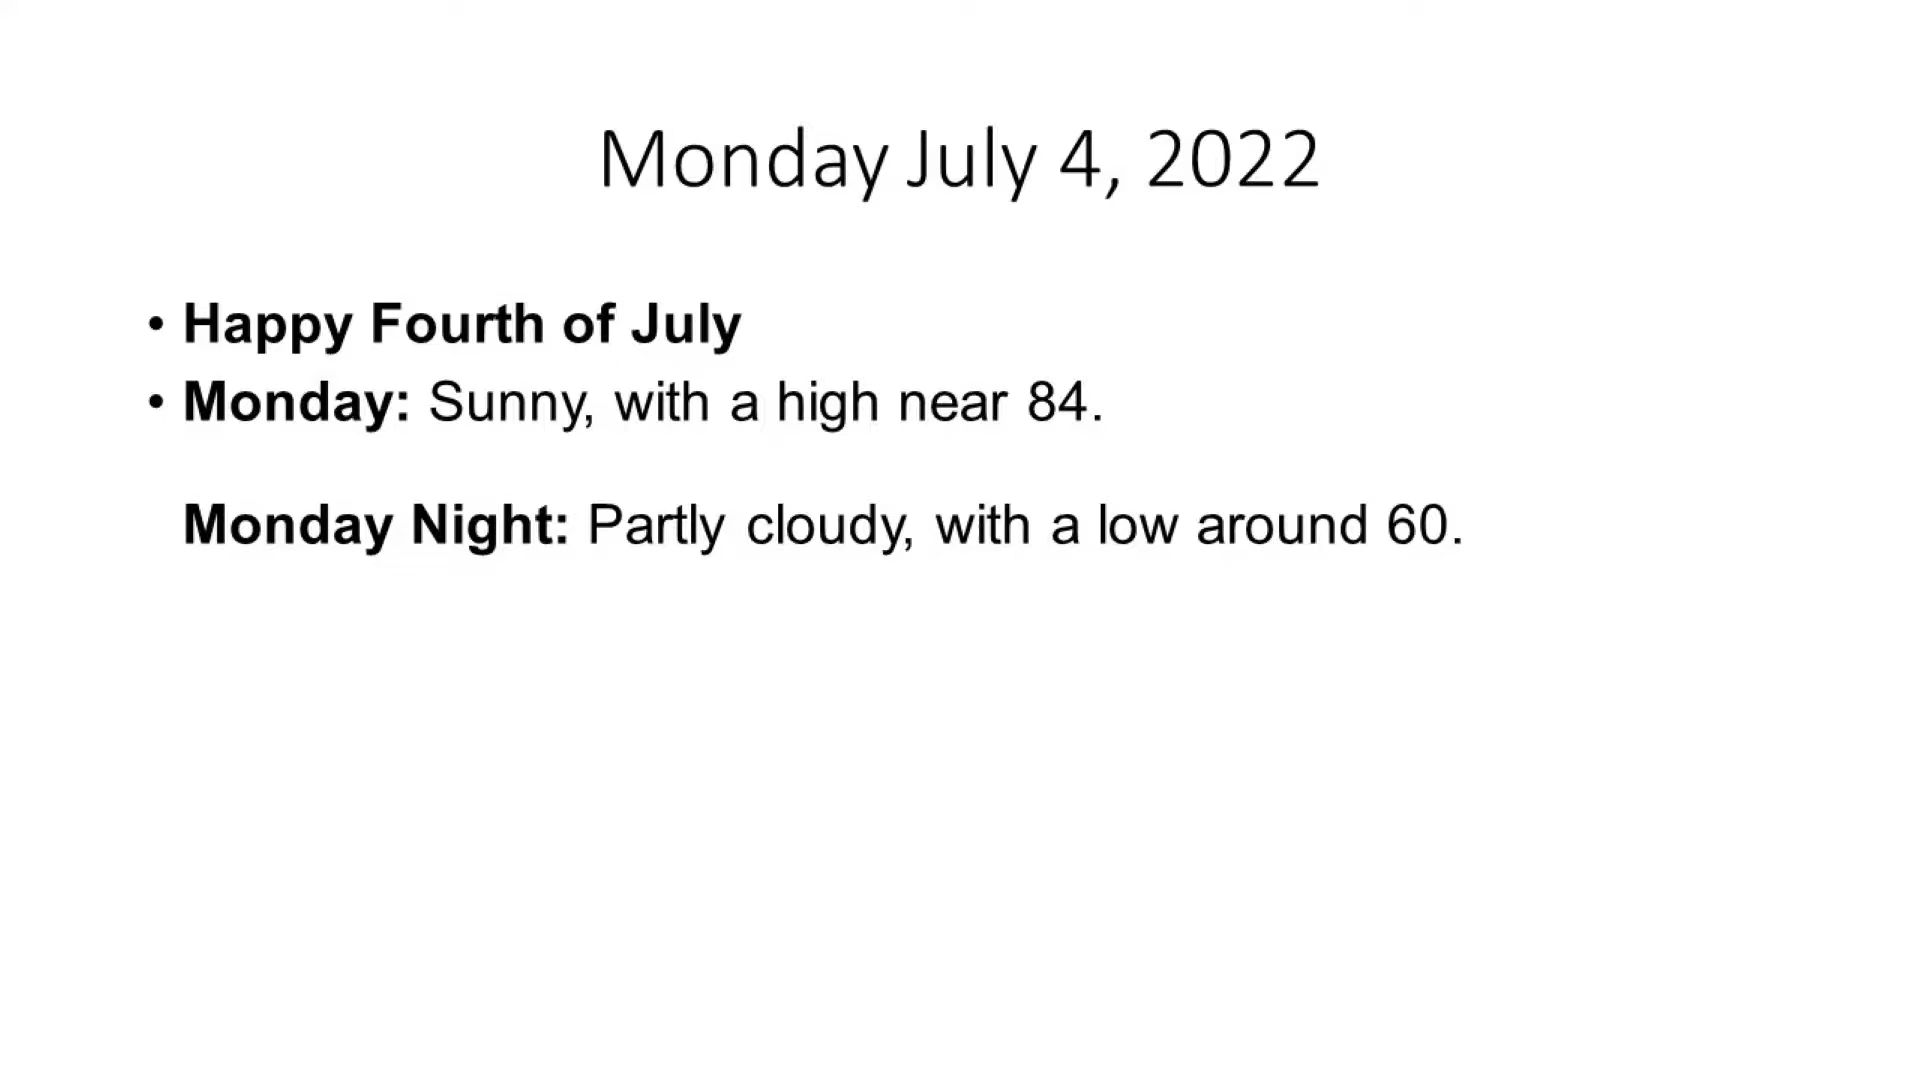 Monday July 4, 2022
• Happy Fourth of July
• Monday: Sunny, with a high near 84.
Monday Night: Partly cloudy, with a low around 60.